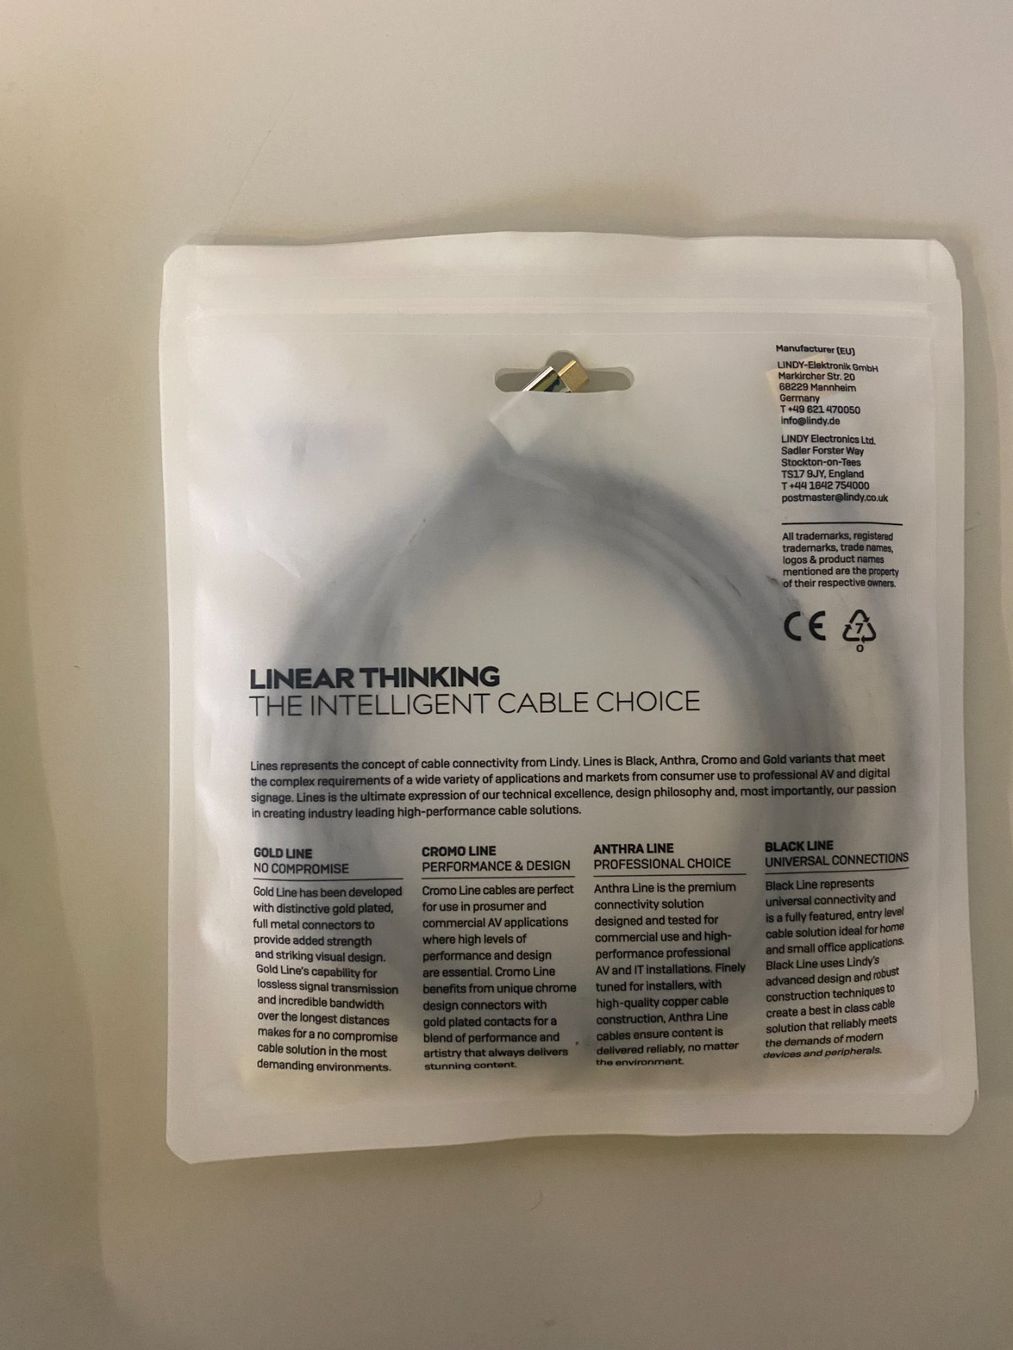 Manufacturer (EU)
LINDY-Elektronik GmbH
Markircher Str. 20
68229 Mannheim
Germany
T +49 621 470050
info@lindy.de
LINDY Electronics Ltd.
Sadler Forster Way
Stockton-on-Tees
TS17 9JY, England
T +44 1642 754000
postmaster@lindy.co.uk
All trademarks, registered
trademarks, trade names,
logos & product names
mentioned are the property
of their respective owners.
CE
7
O
LINEAR THINKING
THE INTELLIGENT CABLE CHOICE
Lines represents the concept of cable connectivity from Lindy. Lines is Black, Anthra, Cromo and Gold variants that meet
the complex requirements of a wide variety of applications and markets from consumer use to professional AV and digital
signage. Lines is the ultimate expression of our technical excellence, design philosophy and, most importantly, our passion
in creating industry leading high-performance cable solutions.
GOLD LINE
NO COMPROMISE
Gold Line has been developed
with distinctive gold plated,
full metal connectors to
provide added strength
and striking visual design.
Gold Line's capability for
lossless signal transmission
and incredible bandwidth
over the longest distances
makes for a no compromise
cable solution in the most
demanding environments.
CROMO LINE
PERFORMANCE & DESIGN
Cromo Line cables are perfect
for use in prosumer and
commercial AV applications
where high levels of
performance and design
are essential. Cromo Line
benefits from unique chrome
design connectors with
gold plated contacts for a
blend of performance and
artistry that always delivers
stunning content.
ANTHRA LINE
PROFESSIONAL CHOICE
Anthra Line is the premium
connectivity solution
designed and tested for
commercial use and high-
performance professional
AV and IT installations. Finely
tuned for installers, with
high-quality copper cable
construction, Anthra Line
cables ensure content is
delivered reliably, no matter
the environment.
BLACK LINE
UNIVERSAL CONNECTIONS
Black Line represents
universal connectivity and
is a fully featured, entry level
cable solution ideal for home
and small office applications.
Black Line uses Lindy's
advanced design and robust
construction techniques to
create a best in class cable
solution that reliably meets
the demands of modern
devices and peripherals.